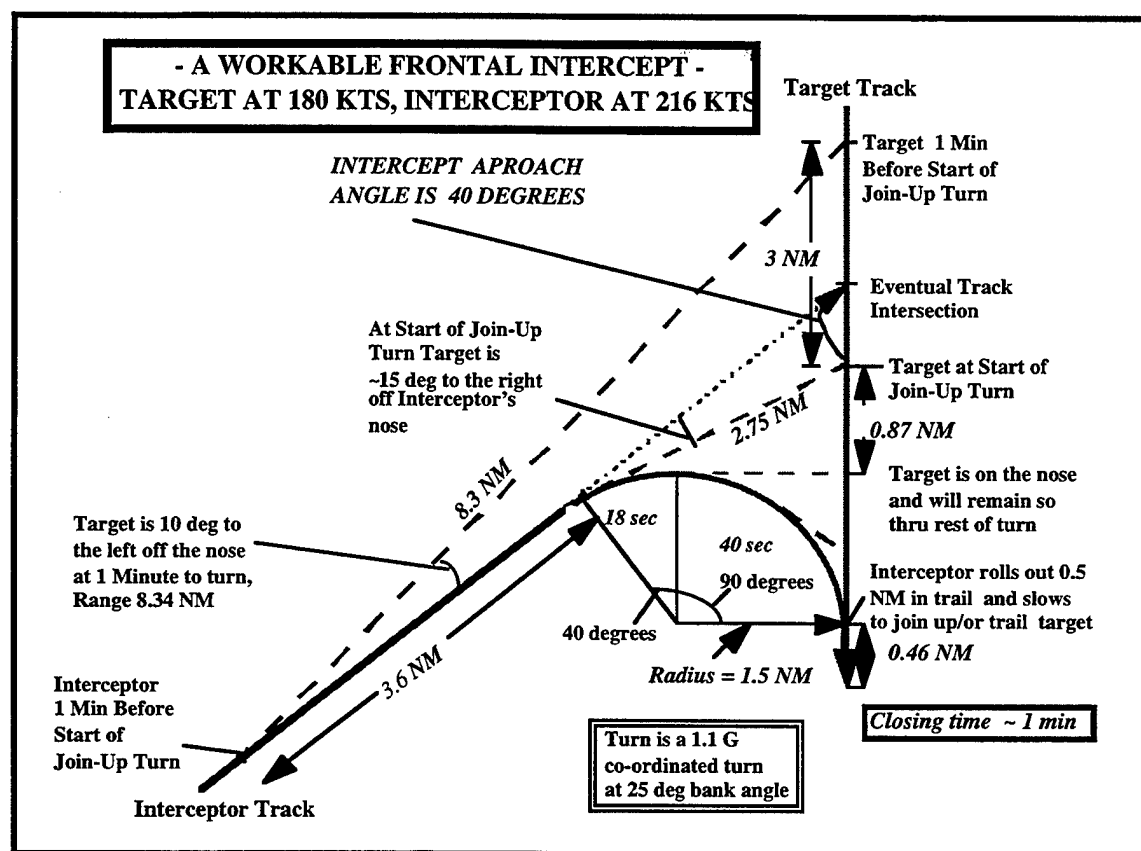 - A WORKABLE FRONTAL INTERCEPT -
TARGET AT 180 KTS, INTERCEPTOR AT 216 KTS
Target Track
INTERCEPT APROACH
ANGLE IS 40 DEGREES
Target 1 Min
Before Start of
Join-Up Turn
3 NM
Eventual Track
Intersection
At Start of Join-Up
Turn Target is
~15 deg to the right
off Interceptor's
nose
Target at Start of
Join-Up Turn
2.75 NM
0.87 NM
8.3 NM
Target is on the nose
and will remain so
thru rest of turn
Target is 10 deg to
the left off the nose
at 1 Minute to turn,
Range 8.34 NM
18 sec
40 sec
90 degrees
40 degrees
Interceptor rolls out 0.5
NM in trail and slows
to join up/or trail target
0.46 NM
3.6 NM
Radius = 1.5 NM
Interceptor
1 Min Before
Start of
Join-Up Turn
Closing time ~ 1 min
Turn is a 1.1 G
co-ordinated turn
at 25 deg bank angle
Interceptor Track